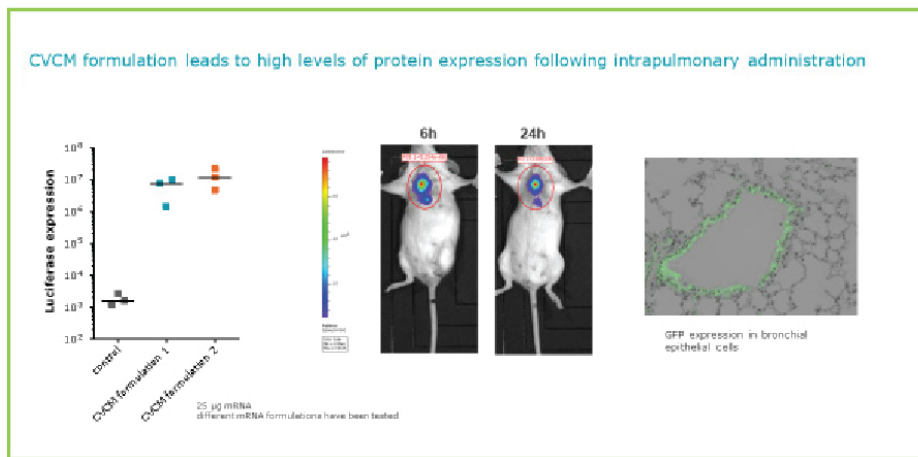 CVCM formulation leads to high levels of protein expression following intrapulmonary administration
6h
24h
Luciferase expression
10⁸
10⁷
10⁶
10⁵
10⁴
10³
10²
control
CVCM formulation 1
CVCM formulation 2
25 µg mRNA
different mRNA formulations have been tested
GFP expression in bronchial
epithelial cells